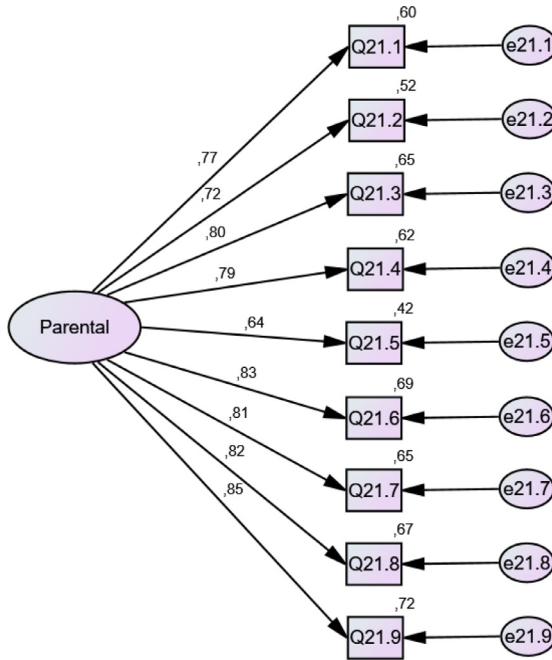 ,60
Q21.1
e21.1
,77
,52
Q21.2
e21.2
,72
,65
Q21.3
e21.3
,80
,62
Q21.4
e21.4
,79
Parental
,64
,42
Q21.5
e21.5
,83
,69
Q21.6
e21.6
,81
,65
Q21.7
e21.7
,82
,67
Q21.8
e21.8
,85
,72
Q21.9
e21.9